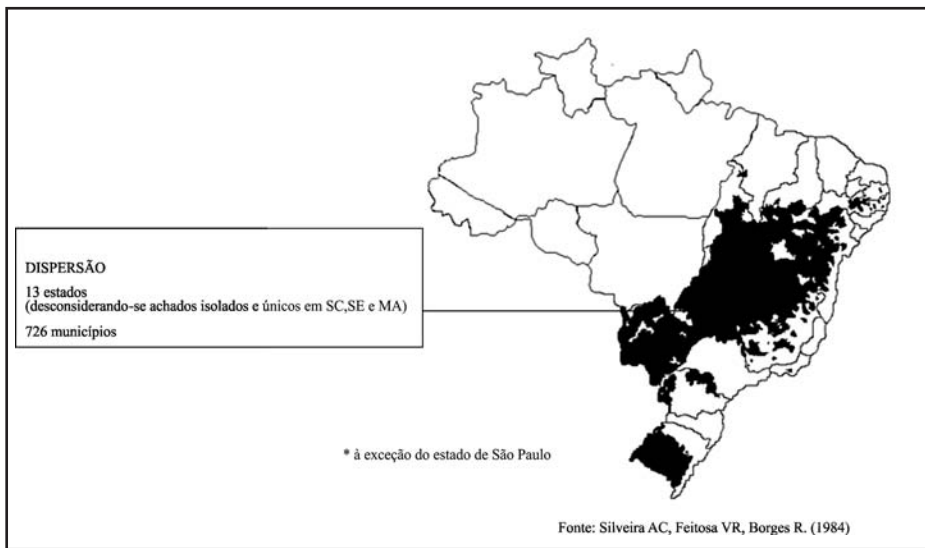 DISPERSÃO
13 estados
(desconsiderando-se achados isolados e únicos em SC,SE e MA)
726 municípios
* à exceção do estado de São Paulo
Fonte: Silveira AC, Feitosa VR, Borges R. (1984)